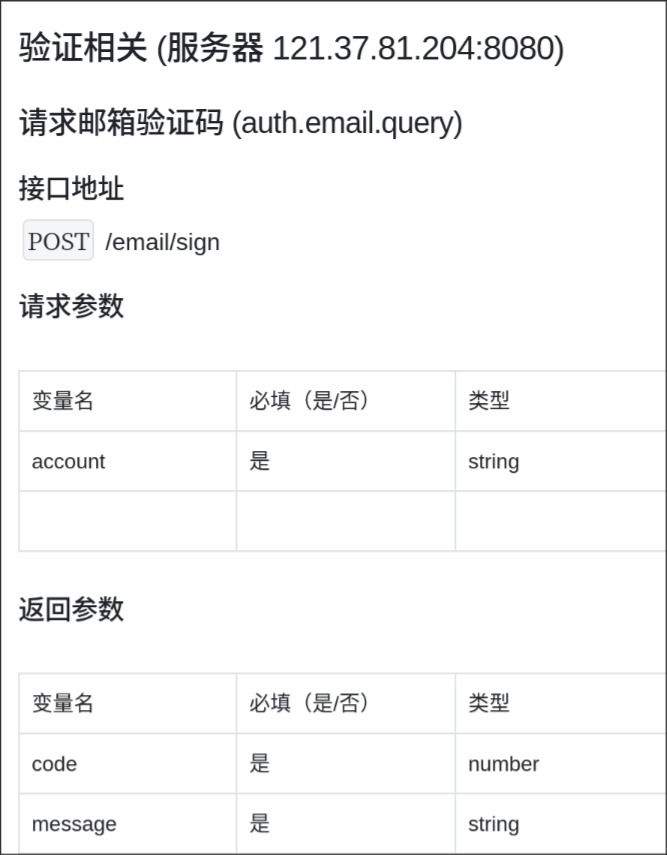 验证相关 (服务器 121.37.81.204:8080)
请求邮箱验证码 (auth.email.query)
接口地址
POST /email/sign
请求参数
变量名 必填（是/否） 类型
account 是 string
返回参数
变量名 必填（是/否） 类型
code 是 number
message 是 string